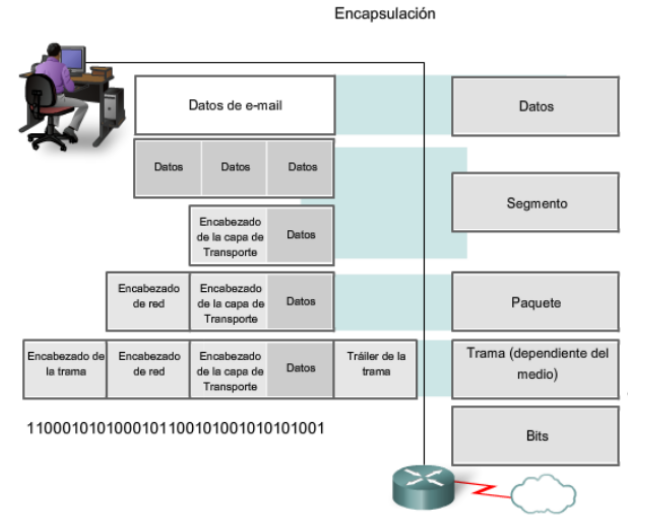 Encapsulación
Datos de e-mail
Datos
Datos
Datos
Datos
Segmento
Encabezado
de la capa de
Transporte
Datos
Encabezado
de red
Encabezado
de la capa de
Transporte
Datos
Paquete
Encabezado de
la trama
Encabezado
de red
Encabezado
de la capa de
Transporte
Datos
Tráiler de la
trama
Trama (dependiente del
medio)
1100010101000101100101001010101001
Bits